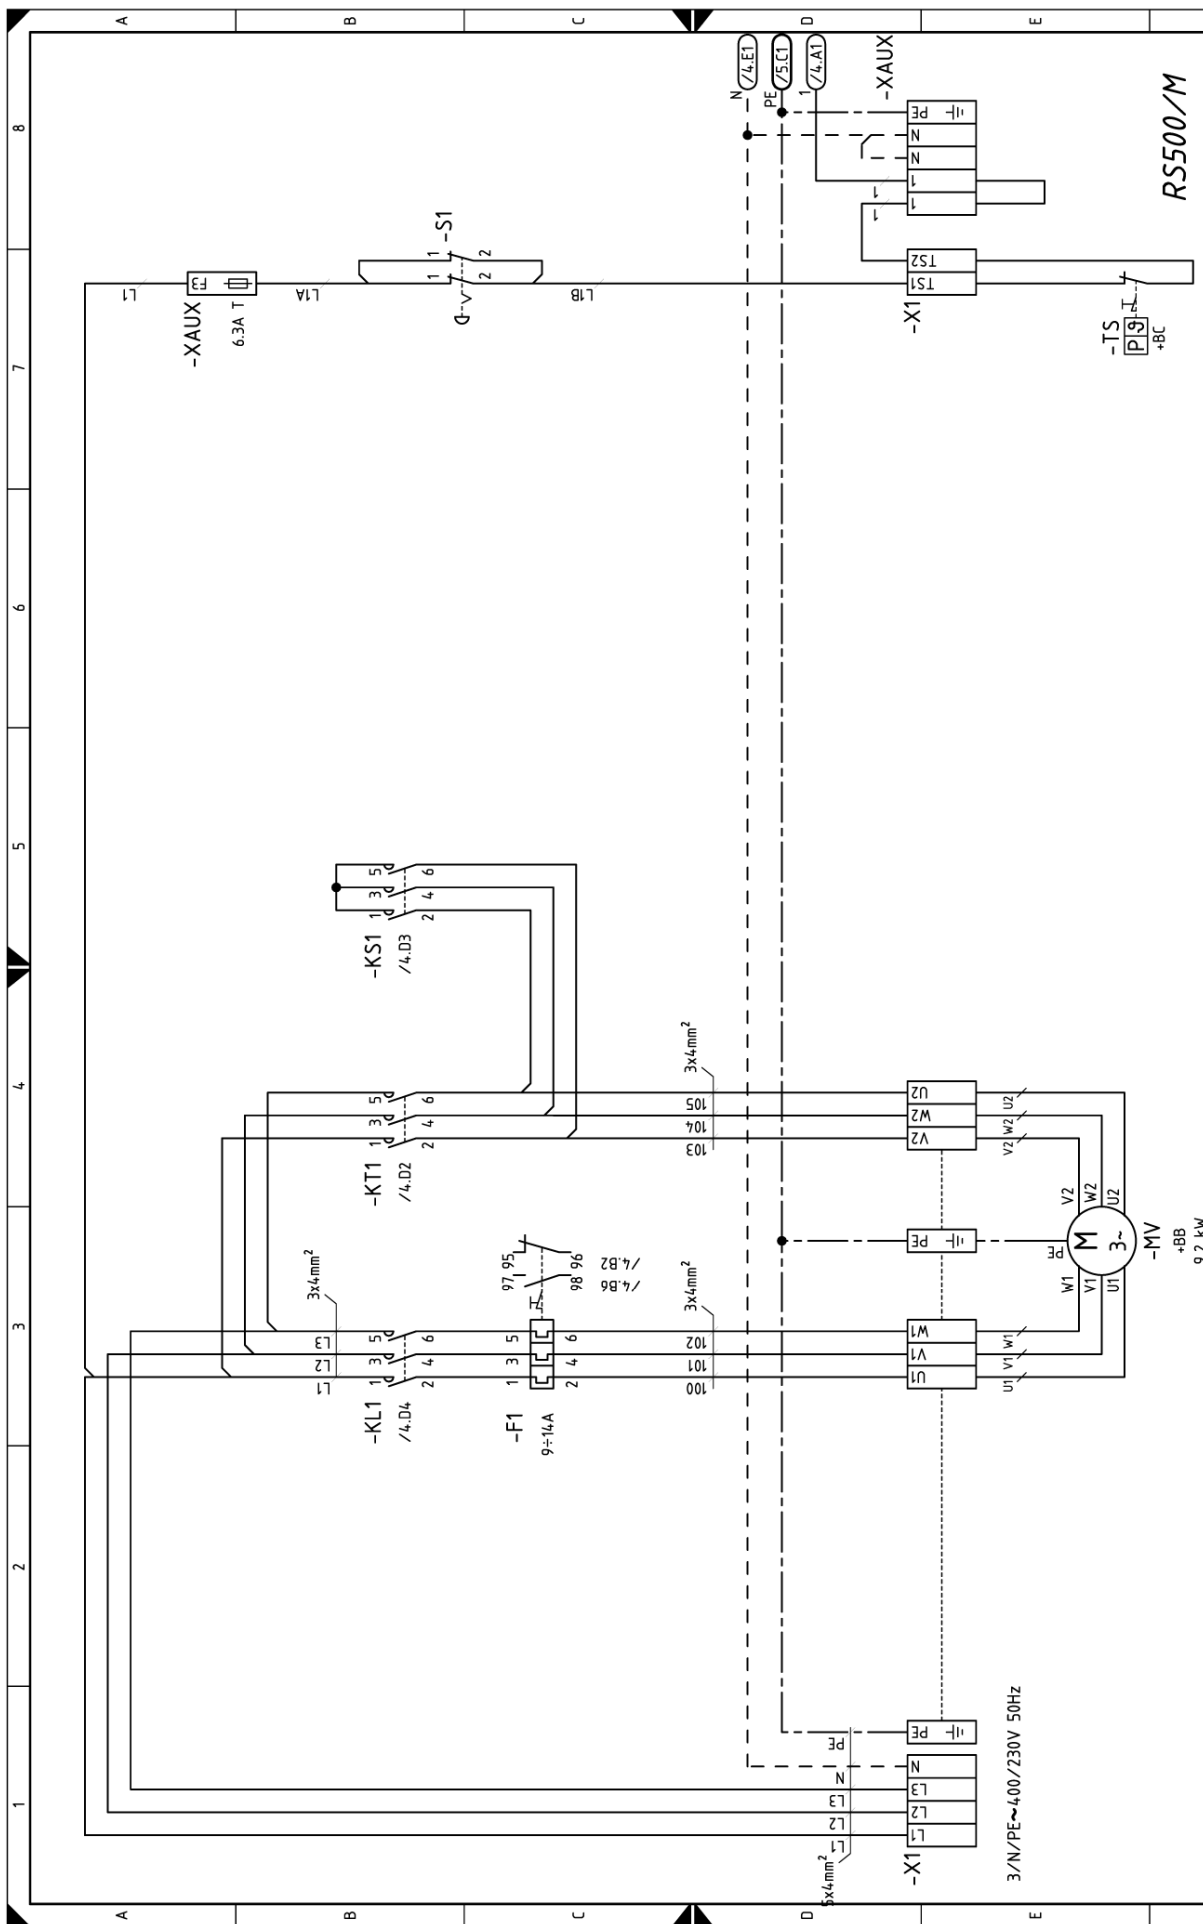 A
B
C
D
E
8
7
6
5
4
3
2
1
/4.E1
/5.C1
/4.A1
N
PE
1
-XAUX
PE
N
N
1
1
1
1
RS500/M
L1
F3
-XAUX
6.3A T
L1A
-S1
1
2
1
2
L1B
TS2
TS1
-X1
-TS
P ϑ
+BC
-KS1
/4.D3
5
6
3
4
1
2
-KT1
/4.D2
5
6
3
4
1
2
3x4mm²
105
104
103
U2
W2
V2
U2
W2
V2
V2
W2
U2
PE
PE
M
3~
-MV
+BB
9.2 kW
W1
V1
U1
3x4mm²
L3
L2
L1
-KL1
/4.D4
5
6
3
4
1
2
95
96
/4.B2
97
98
/4.B6
-F1
9÷14A
5
6
3
4
1
2
3x4mm²
102
101
100
W1
V1
U1
W1
V1
U1
PE
N
L3
L2
L1
PE
N
L3
L2
L1
-X1
5x4mm²
3/N/PE~400/230V 50Hz
A
B
C
D
E